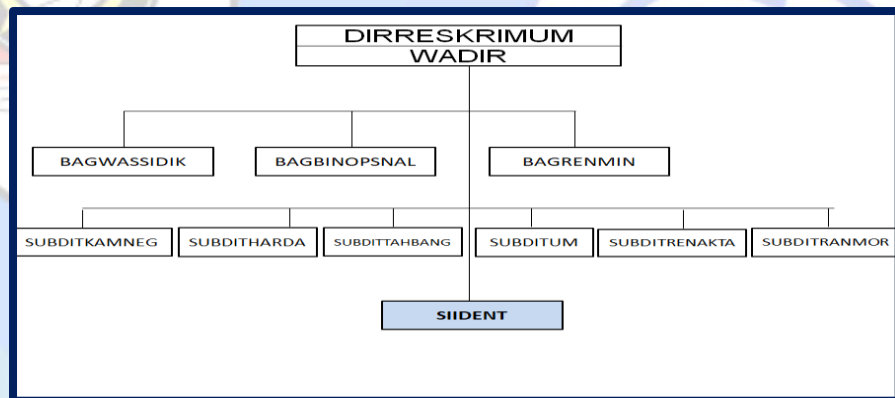 DIRRESKRIMUM
WADIR
BAGWASSIDIK
BAGBINOPSNAL
BAGRENMIN
SUBDITKAMNEG
SUBDITHARDA
SUBDITTAHBANG
SUBDITUM
SUBDITRENAKTA
SUBDITRANMOR
SIIDENT